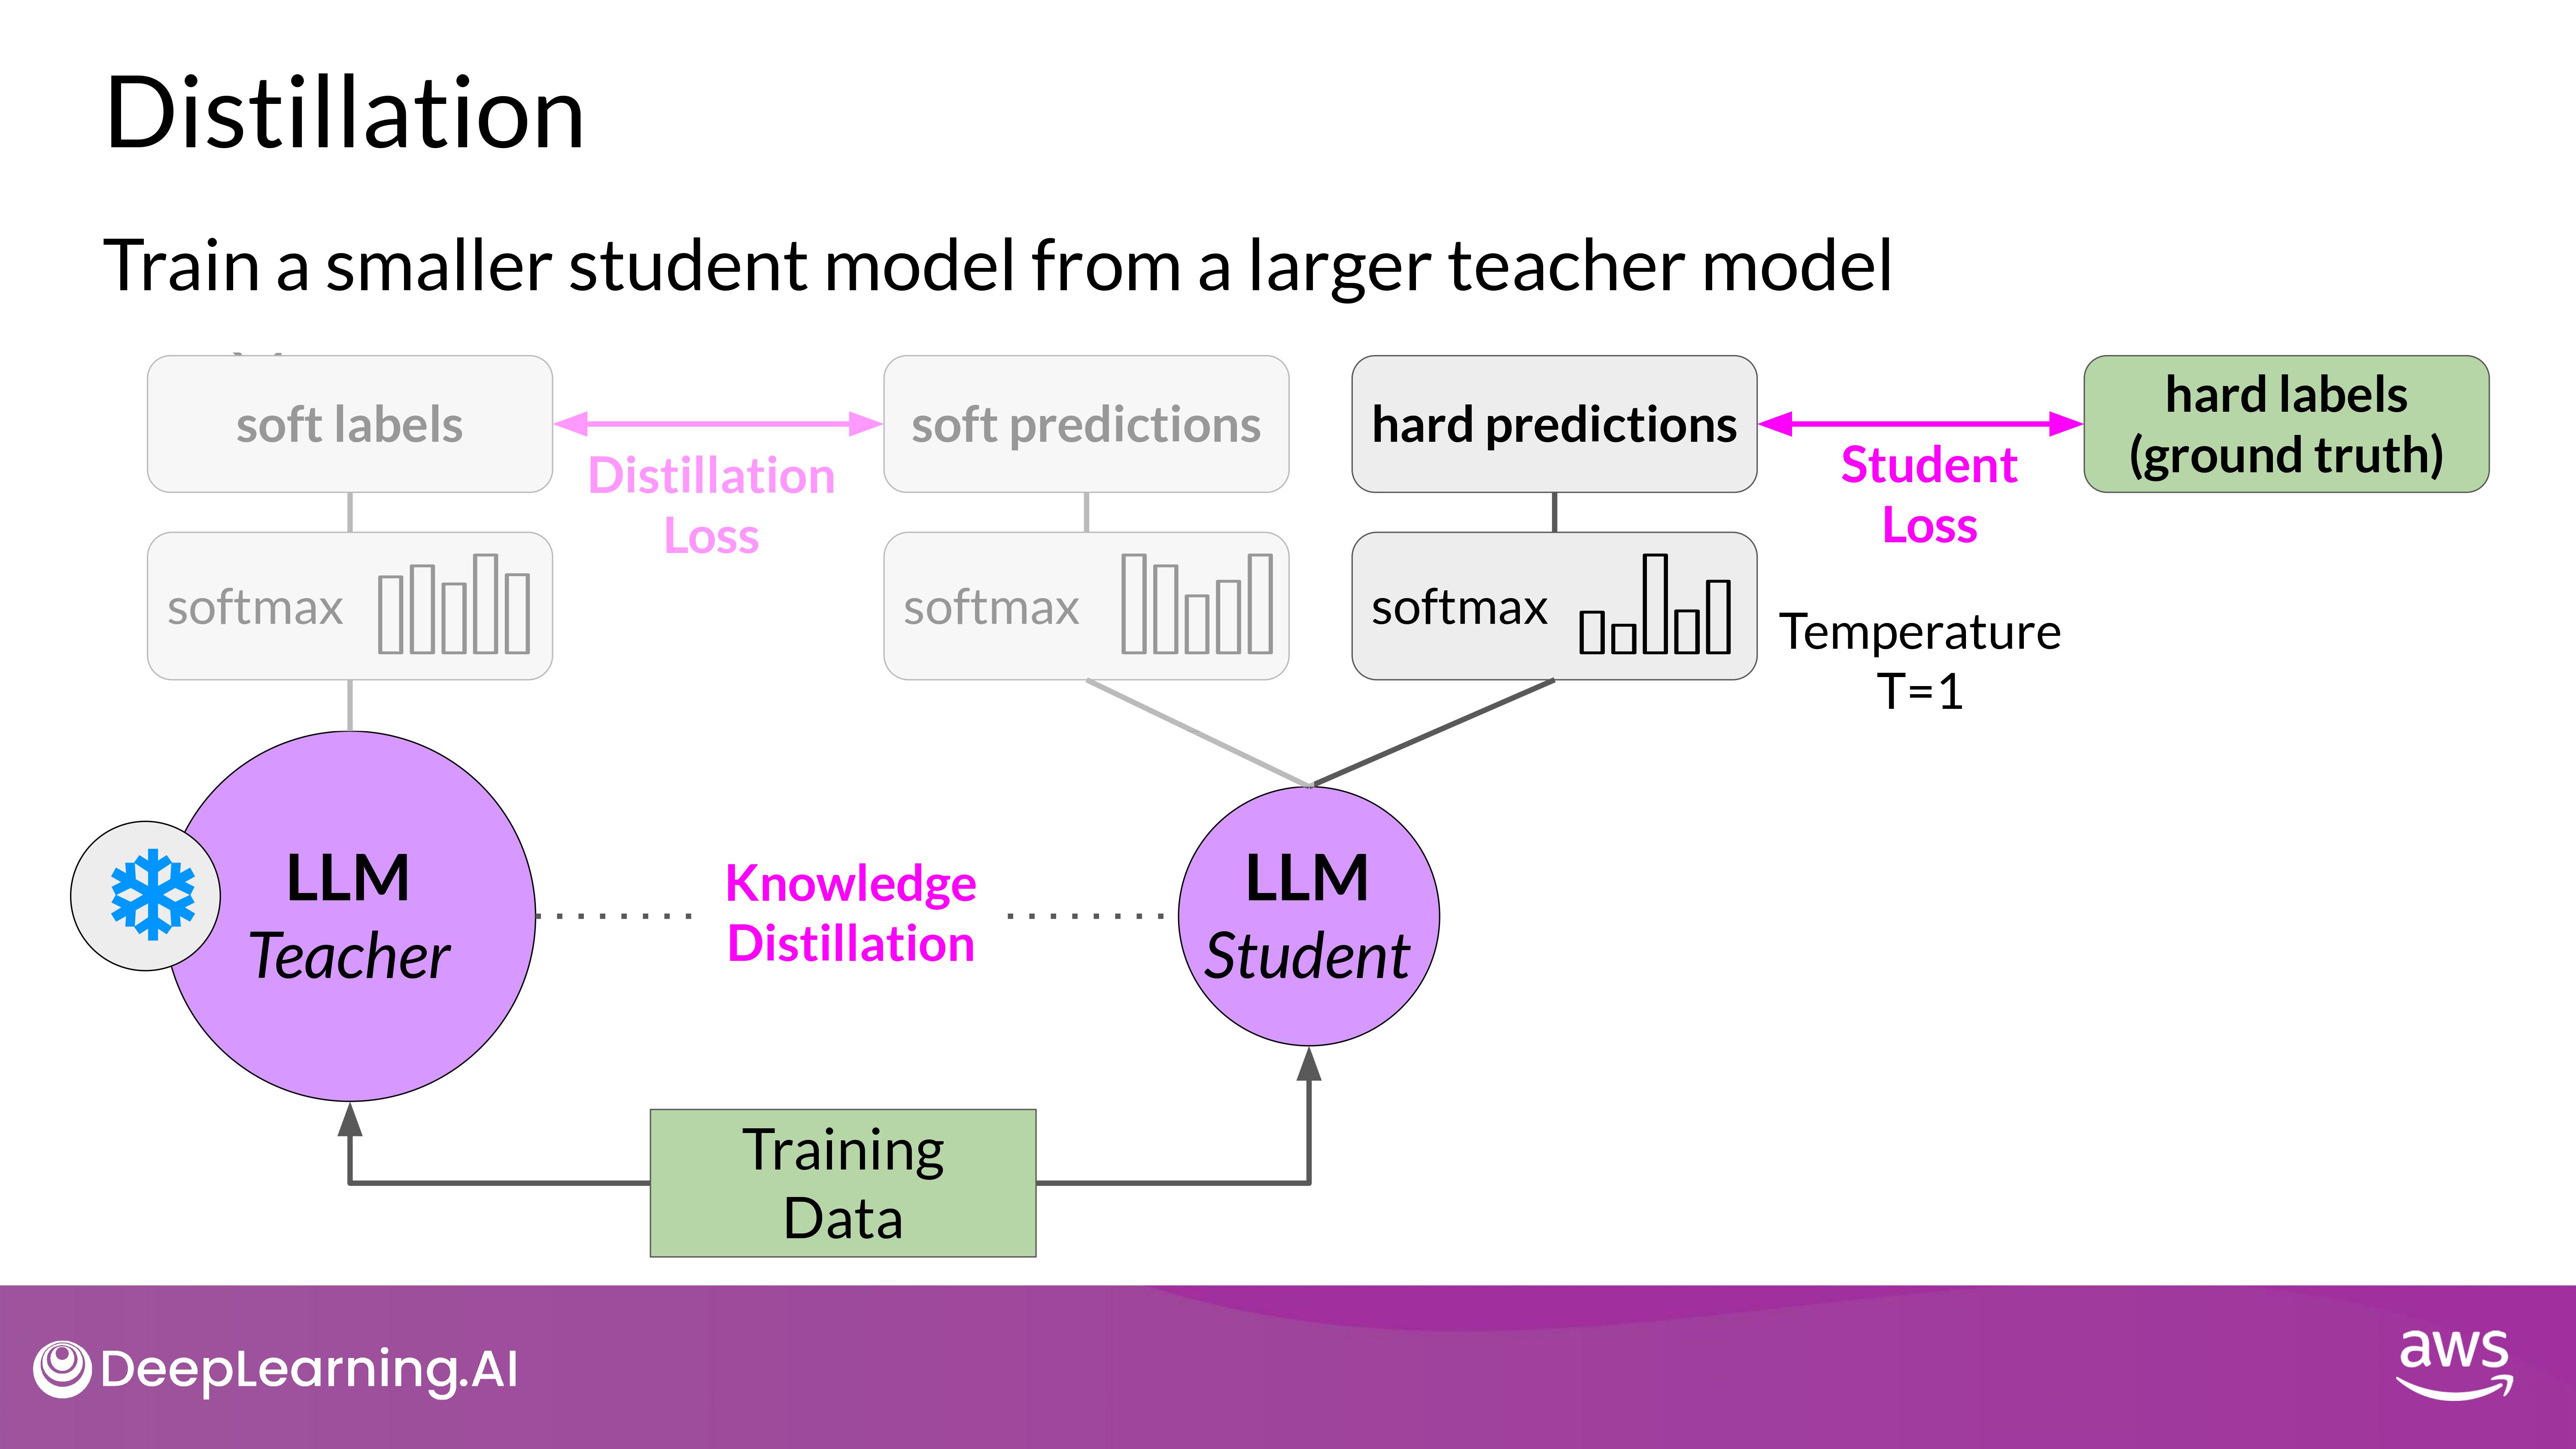 Distillation
Train a smaller student model from a larger teacher model
soft labels
Distillation
Loss
soft predictions
hard predictions
Student
Loss
hard labels
(ground truth)
softmax
softmax
softmax
Temperature
T=1
LLM
Teacher
Knowledge
Distillation
LLM
Student
Training
Data
DeepLearning.AI
aws